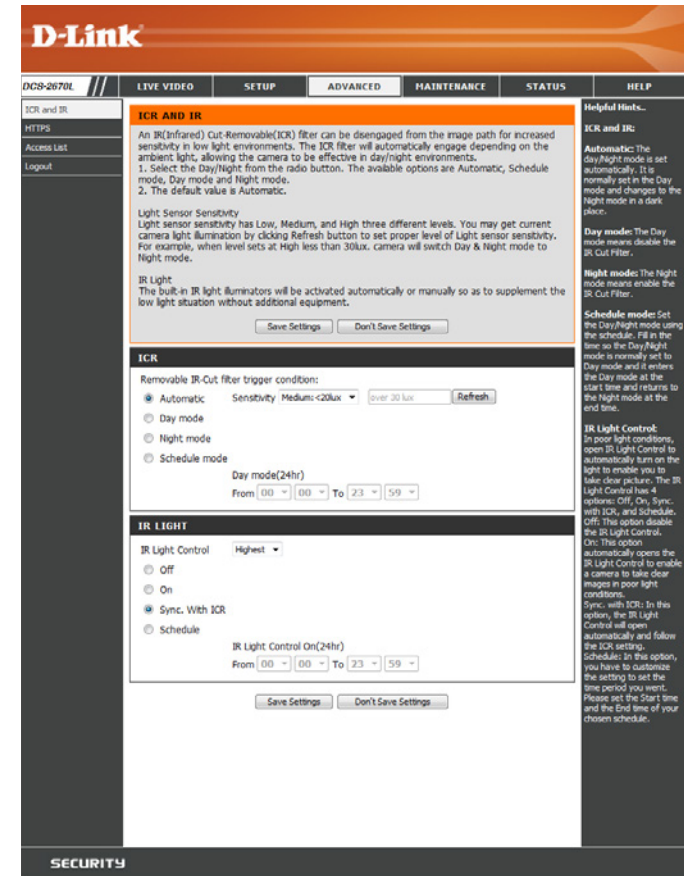 D-Link
DCS-2670L
LIVE VIDEO
SETUP
ADVANCED
MAINTENANCE
STATUS
HELP
ICR and IR
HTTPS
Access List
Logout
ICR AND IR
An IR(Infrared) Cut-Removable(ICR) filter can be disengaged from the image path for increased
sensitivity in low light environments. The ICR filter will automatically engage depending on the
ambient light, allowing the camera to be effective in day/night environments.
1. Select the Day/Night from the radio button. The available options are Automatic, Schedule
mode, Day mode and Night mode.
2. The default value is Automatic.
Light Sensor Sensitivity
Light sensor sensitivity has Low, Medium, and High three different levels. You may get current
camera light illumination by clicking Refresh button to set proper level of Light sensor sensitivity.
For example, when level sets at High less than 30lux. camera will switch Day & Night mode to
Night mode.
IR Light
The built-in IR light illuminators will be activated automatically or manually so as to supplement the
low light situation without additional equipment.
Save Settings
Don't Save Settings
ICR
Removable IR-Cut filter trigger condition:
Automatic Sensitivity Medium:<20lux over 30 lux Refresh
Day mode
Night mode
Schedule mode
Day mode(24hr)
From 00 00 To 23 59
IR LIGHT
IR Light Control Highest
Off
On
Sync. With ICR
Schedule
IR Light Control On(24hr)
From 00 00 To 23 59
Save Settings
Don't Save Settings
Helpful Hints..
ICR and IR:
Automatic: The
day/Night mode is set
automatically. It is
normally set in the Day
mode and changes to the
Night mode in a dark
place.
Day mode: The Day
mode means disable the
IR Cut Filter.
Night mode: The Night
mode means enable the
IR Cut Filter.
Schedule mode: Set
the Day/Night mode using
the schedule. Fill in the
time so the Day/Night
mode is normally set to
Day mode and it enters
the Day mode at the
start time and returns to
the Night mode at the
end time.
IR Light Control:
In poor light conditions,
open IR Light Control to
automatically turn on the
light to enable you to
take clear picture. The IR
Light Control has 4
options: Off, On, Sync.
with ICR, and Schedule.
Off: This option disable
the IR Light Control.
On: This option
automatically opens the
IR Light Control to enable
a camera to take clear
images in poor light
conditions.
Sync. with ICR: In this
option, the IR Light
Control will open
automatically and follow
the ICR setting.
Schedule: In this option,
you have to customize
the setting to set the
time period you went.
Please set the Start time
and the End time of your
chosen schedule.
SECURITY